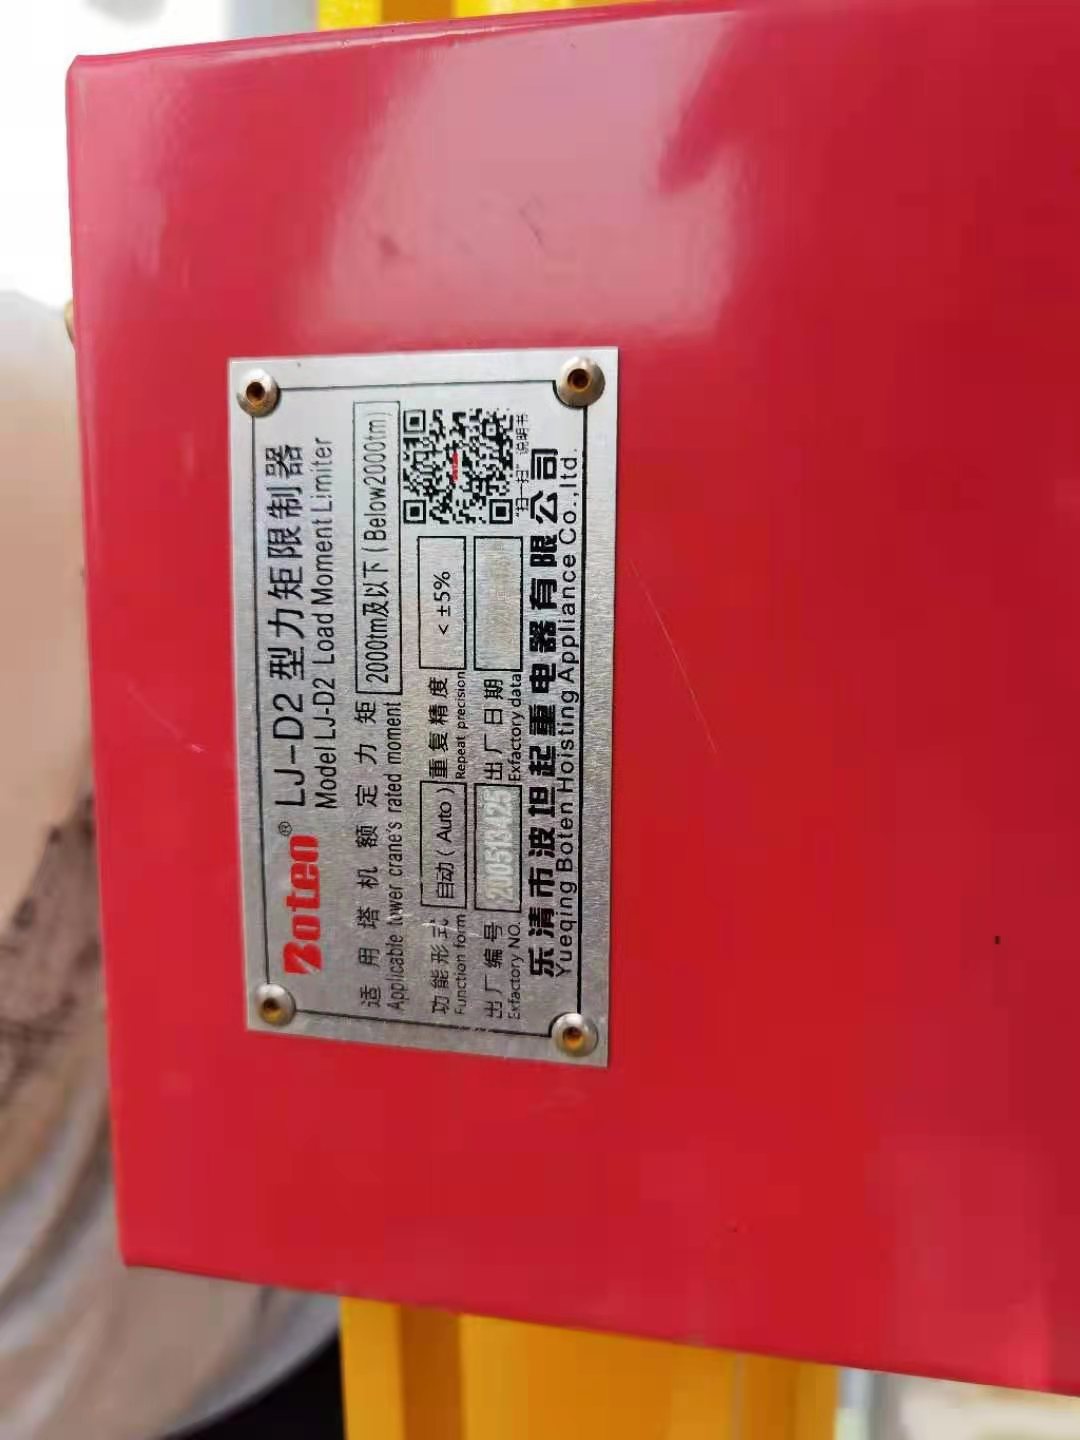 Boten® LJ-D2 型力矩限制器
Model LJ-D2 Load Moment Limiter
适用塔机额定力矩 2000tm及以下(Below2000tm)
Applicable tower crane's rated moment
功能形式 自动(Auto) 重复精度 <±5%
Function form Repeat precision
出厂编号 200513425 出厂日期
Exfactory NO. Exfactory data
"扫一扫" 说明书
乐清市波坦起重电器有限公司
Yueqing Boten Hoisting Appliance Co.,ltd.